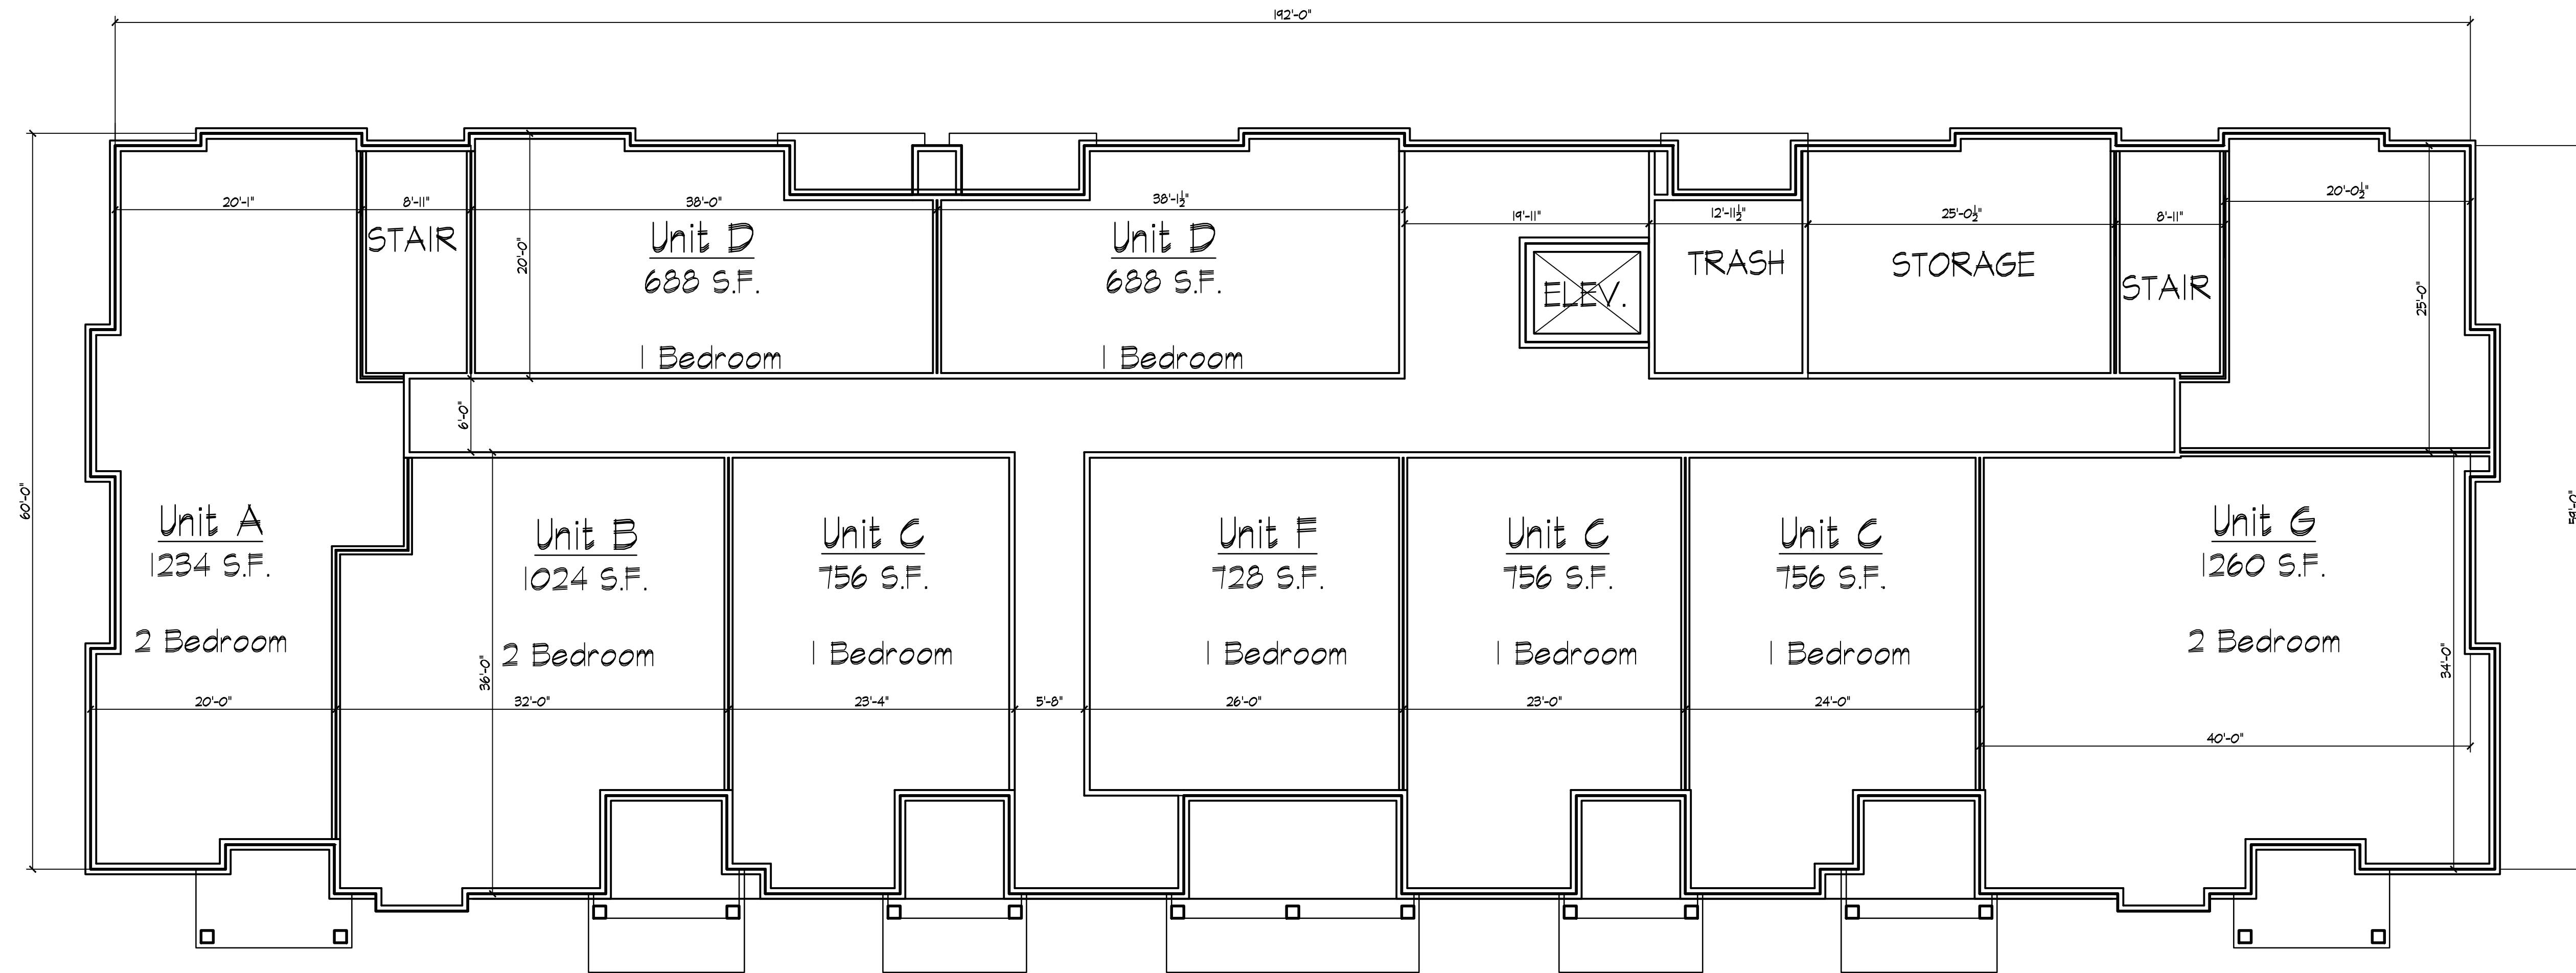 192'-0"
20'-1"
8'-11"
38'-0"
38'-1½"
19'-11"
12'-11½"
25'-0½"
8'-11"
20'-0½"
STAIR
20'-0"
Unit D
688 S.F.
1 Bedroom
Unit D
688 S.F.
1 Bedroom
ELEV.
TRASH
STORAGE
STAIR
25'-0"
6'-0"
60'-0"
59'-0"
Unit A
1234 S.F.
2 Bedroom
Unit B
1024 S.F.
2 Bedroom
36'-0"
Unit C
756 S.F.
1 Bedroom
Unit F
728 S.F.
1 Bedroom
Unit C
756 S.F.
1 Bedroom
Unit C
756 S.F.
1 Bedroom
Unit G
1260 S.F.
2 Bedroom
34'-0"
20'-0"
32'-0"
23'-4"
5'-8"
26'-0"
23'-0"
24'-0"
40'-0"